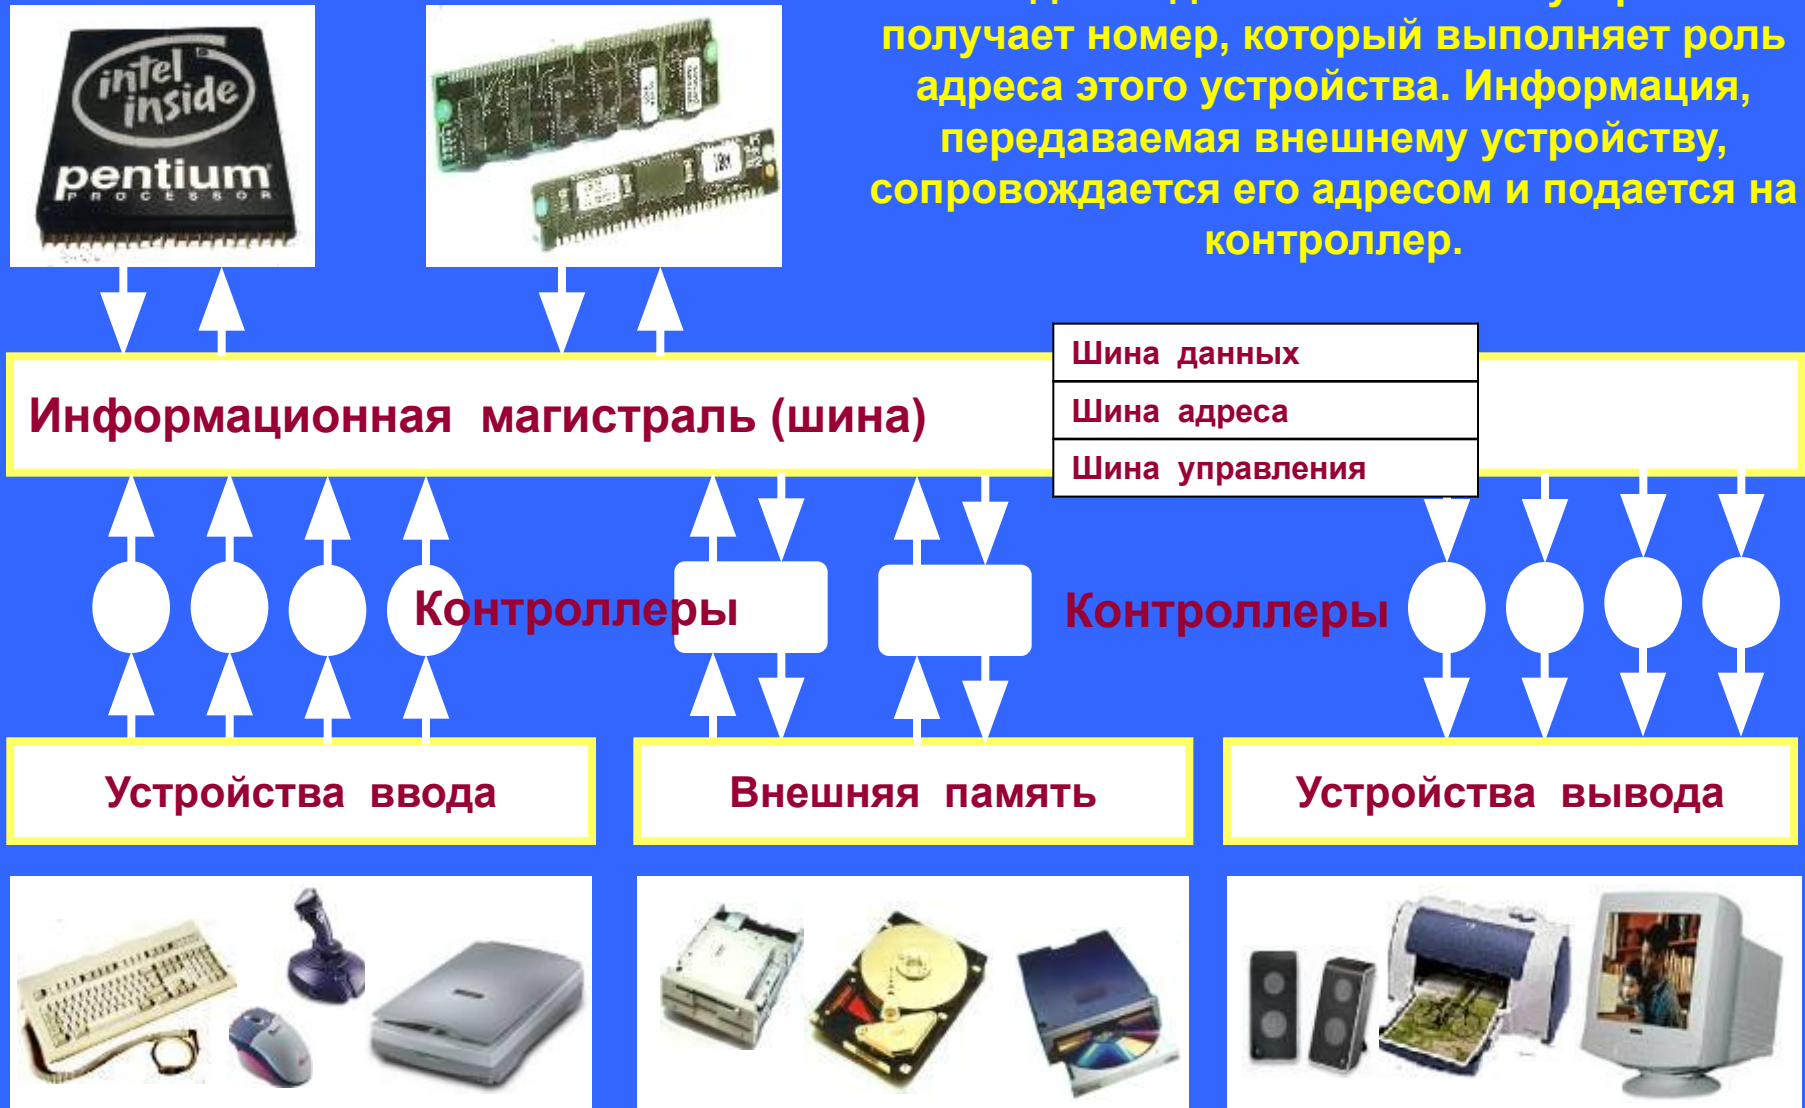 получает номер, который выполняет роль
адреса этого устройства. Информация,
передаваемая внешнему устройству,
сопровождается его адресом и подается на
контроллер.
intel
inside
pentium
PROCESSOR
IBM
Информационная магистраль (шина)
Шина данных
Шина адреса
Шина управления
Контроллеры
Контроллеры
Устройства ввода
Внешняя память
Устройства вывода